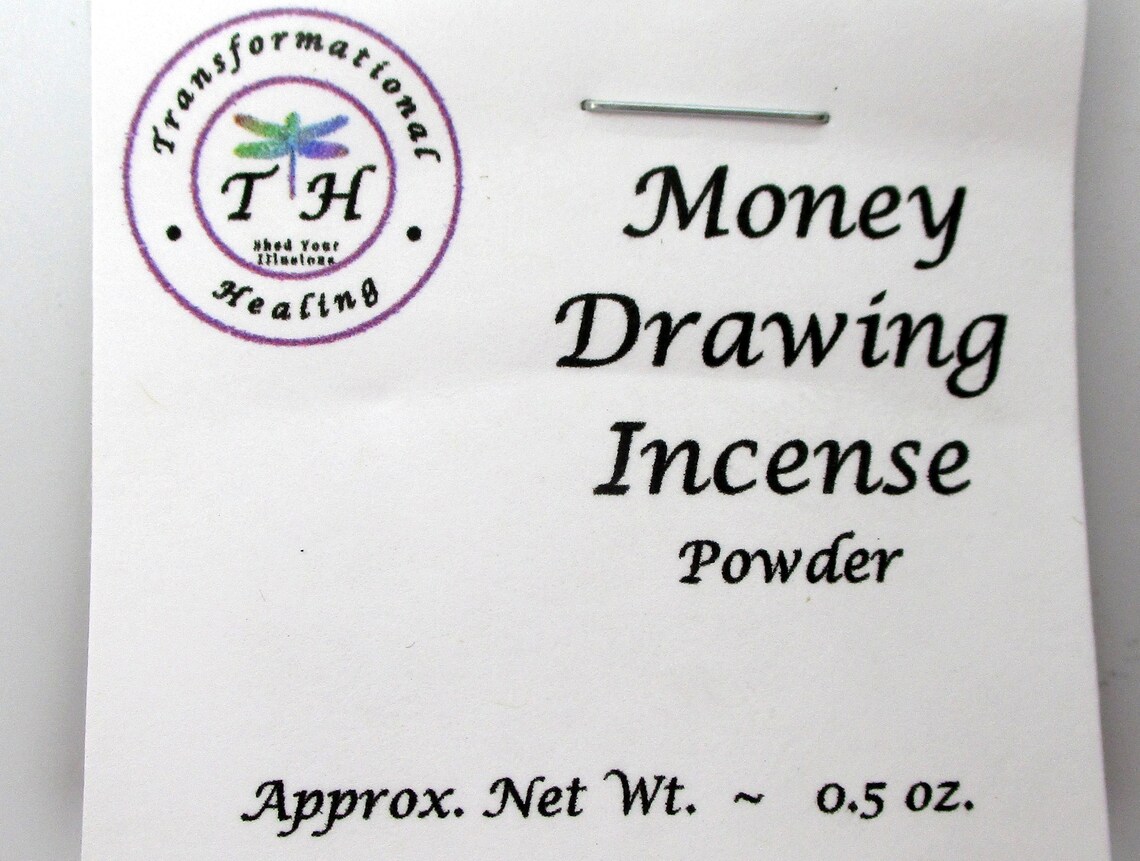 Transformational
T H
Shed Your
Illusions
Healing
Money
Drawing
Incense
Powder
Approx. Net Wt. ~ 0.5 oz.